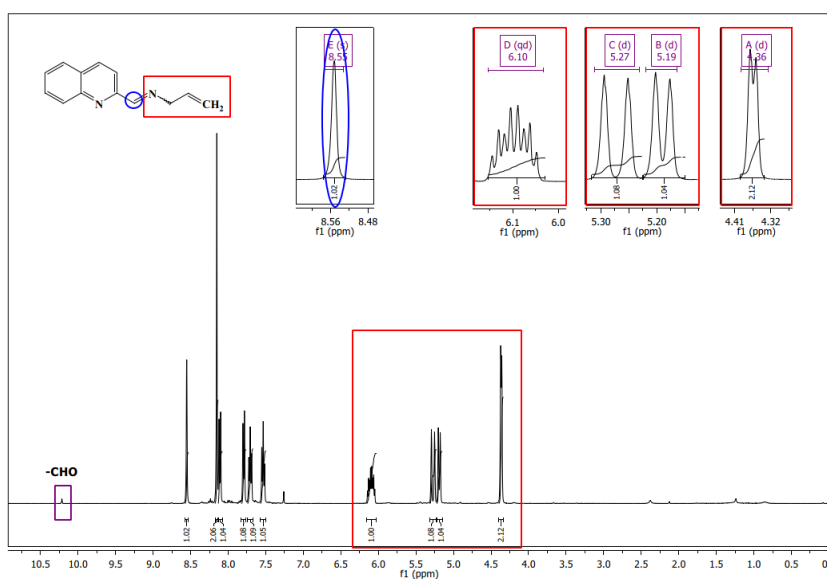 E (s)
8.55
D (qd)
6.10
C (d)
5.27
B (d)
5.19
A (d)
4.36
N
N
CH2
1.02
1.00
1.08
1.04
2.12
8.56 8.48
f1 (ppm)
6.1 6.0
f1 (ppm)
5.30 5.20
f1 (ppm)
4.41 4.32
f1 (ppm)
-CHO
1.02
2.06
1.04
1.08
1.09
1.05
1.00
1.08
1.04
2.12
10.5 10.0 9.5 9.0 8.5 8.0 7.5 7.0 6.5 6.0 5.5 5.0 4.5 4.0 3.5 3.0 2.5 2.0 1.5 1.0 0.5
f1 (ppm)